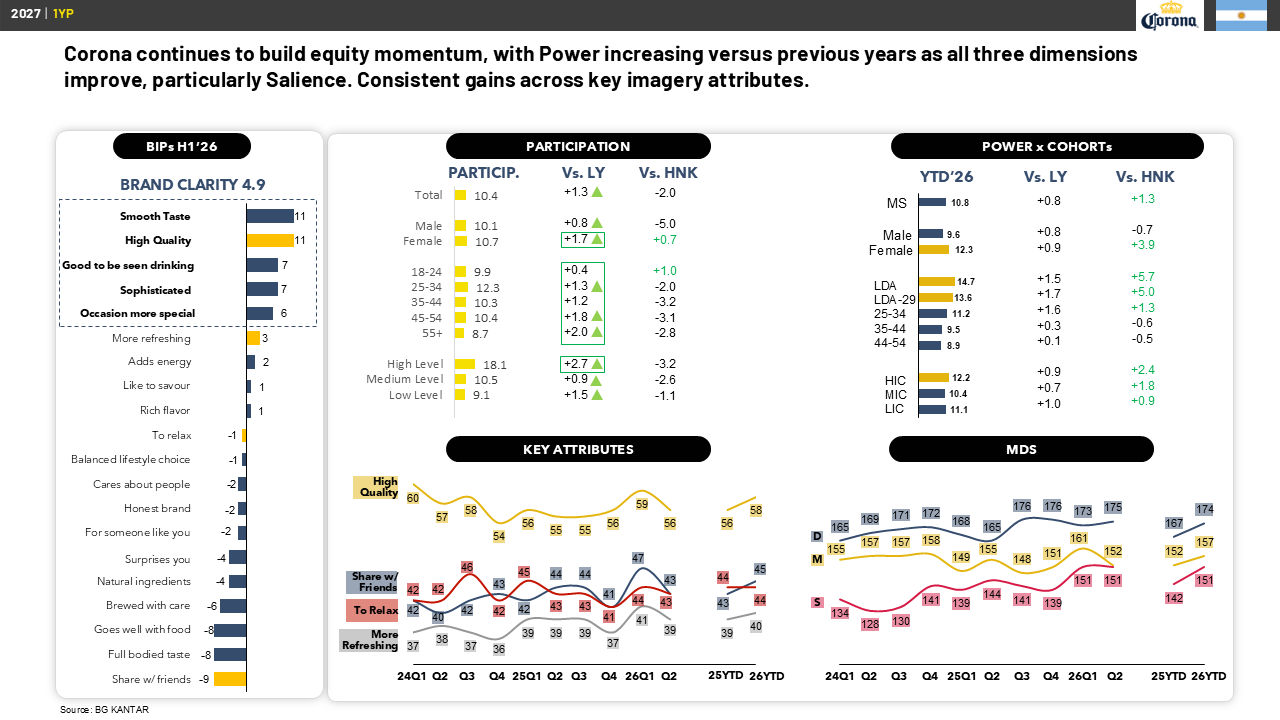 2027 | 1YP
Corona
Corona continues to build equity momentum, with Power increasing versus previous years as all three dimensions
improve, particularly Salience. Consistent gains across key imagery attributes.
BIPs H1’26
BRAND CLARITY 4.9
Smooth Taste 11
High Quality 11
Good to be seen drinking 7
Sophisticated 7
Occasion more special 6
More refreshing 3
Adds energy 2
Like to savour 1
Rich flavor 1
To relax -1
Balanced lifestyle choice -1
Cares about people -2
Honest brand -2
For someone like you -2
Surprises you -4
Natural ingredients -4
Brewed with care -6
Goes well with food -8
Full bodied taste -8
Share w/ friends -9
PARTICIPATION
PARTICIP. Vs. LY Vs. HNK
Total 10.4 +1.3 -2.0
Male 10.1 +0.8 -5.0
Female 10.7 +1.7 +0.7
18-24 9.9 +0.4 +1.0
25-34 12.3 +1.3 -2.0
35-44 10.3 +1.2 -3.2
45-54 10.4 +1.8 -3.1
55+ 8.7 +2.0 -2.8
High Level 18.1 +2.7 -3.2
Medium Level 10.5 +0.9 -2.6
Low Level 9.1 +1.5 -1.1
POWER x COHORTs
YTD’26 Vs. LY Vs. HNK
MS 10.8 +0.8 +1.3
Male 9.6 +0.8 -0.7
Female 12.3 +0.9 +3.9
LDA 14.7 +1.5 +5.7
LDA-29 13.6 +1.7 +5.0
25-34 11.2 +1.6 +1.3
35-44 9.5 +0.3 -0.6
44-54 8.9 +0.1 -0.5
HIC 12.2 +0.9 +2.4
MIC 10.4 +0.7 +1.8
LIC 11.1 +1.0 +0.9
KEY ATTRIBUTES
High
Quality
60 57 58 54 56 55 55 56 59 56 56 58
Share w/
Friends
42 40 42 43 42 44 44 41 47 43 43 45
To Relax
42 42 46 42 45 43 43 41 44 43 44 44
More
Refreshing
37 38 37 36 39 39 39 37 41 39 39 40
24Q1 Q2 Q3 Q4 25Q1 Q2 Q3 Q4 26Q1 Q2 25YTD 26YTD
MDS
D
165 169 171 172 168 165 176 176 173 175 167 174
M
155 157 157 158 149 155 148 151 161 152 152 157
S
134 128 130 141 139 144 141 139 151 151 142 151
24Q1 Q2 Q3 Q4 25Q1 Q2 Q3 Q4 26Q1 Q2 25YTD 26YTD
Source: BG KANTAR